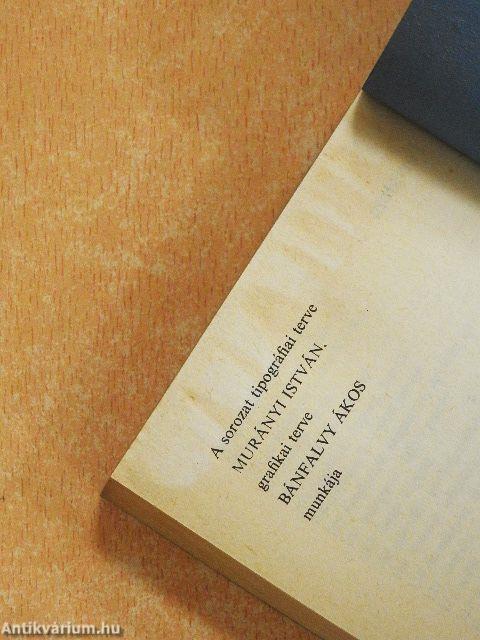 A sorozat tipográfiai terve
MURÁNYI ISTVÁN.
grafikai terve
BÁNFALVY ÁKOS
munkája
Antikvárium.hu